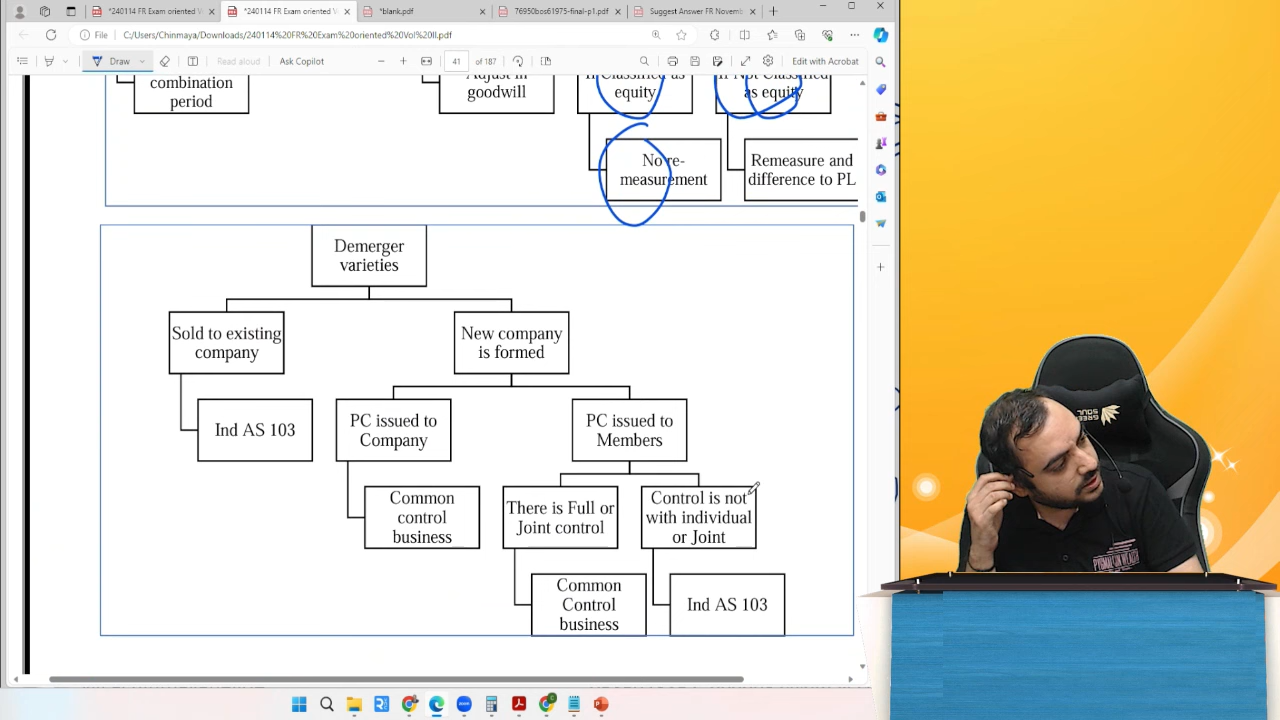 *240114 FR Exam oriented V
*240114 FR Exam oriented V
*blank.pdf
76950bos61975-final-p1.pdf
Suggest Answer FR Novemb
File
C:/Users/Chinmaya/Downloads/240114%20FR%20Exam%20oriented%20Vol%20II.pdf
Draw
Read aloud
Ask Copilot
41
of 187
Edit with Acrobat
combination
period
goodwill
equity
as equity
No re-
measurement
Remeasure and
difference to PL
Demerger
varieties
Sold to existing
company
New company
is formed
Ind AS 103
PC issued to
Company
PC issued to
Members
Common
control
business
There is Full or
Joint control
Control is not
with individual
or Joint
Common
Control
business
Ind AS 103